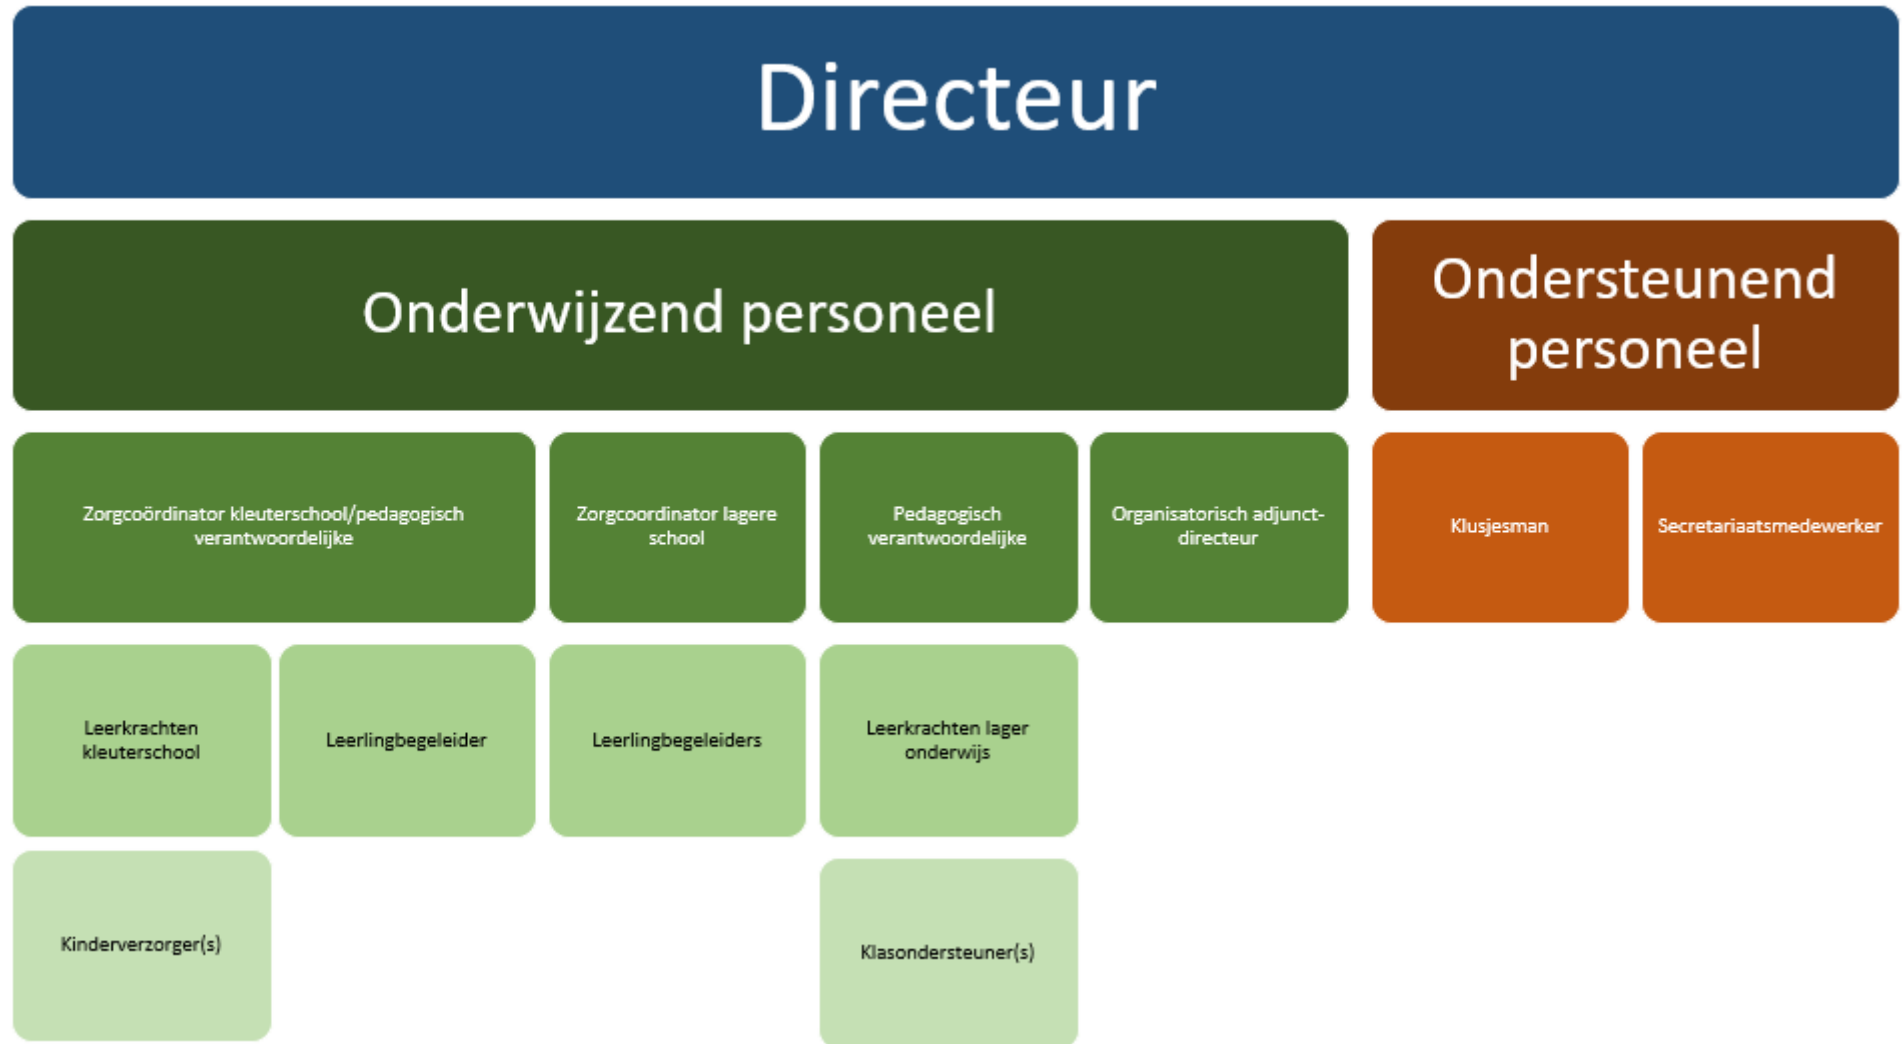 Directeur
Onderwijzend personeel
Ondersteunend
personeel
Zorgcoördinator kleuterschool/pedagogisch
verantwoordelijke
Zorgcoordinator lagere
school
Pedagogisch
verantwoordelijke
Organisatorisch adjunct-
directeur
Klusjesman
Secretariaatsmedewerker
Leerkrachten
kleuterschool
Leerlingbegeleider
Leerlingbegeleiders
Leerkrachten lager
onderwijs
Kinderverzorger(s)
Klasondersteuner(s)